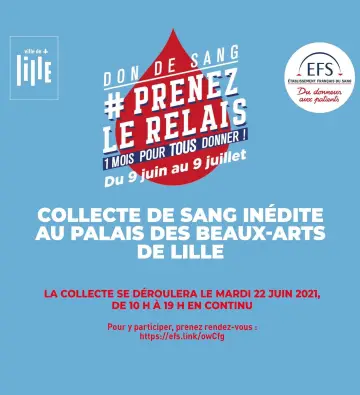 ville de
lille
DON DE SANG
# PRENEZ
LE RELAIS
1 MOIS POUR TOUS DONNER !
Du 9 juin au 9 juillet
EFS
ÉTABLISSEMENT FRANÇAIS DU SANG
Du donneur
aux patients
COLLECTE DE SANG INÉDITE
AU PALAIS DES BEAUX-ARTS
DE LILLE
LA COLLECTE SE DÉROULERA LE MARDI 22 JUIN 2021,
DE 10 H À 19 H EN CONTINU
Pour y participer, prenez rendez-vous :
https://efs.link/owCfg